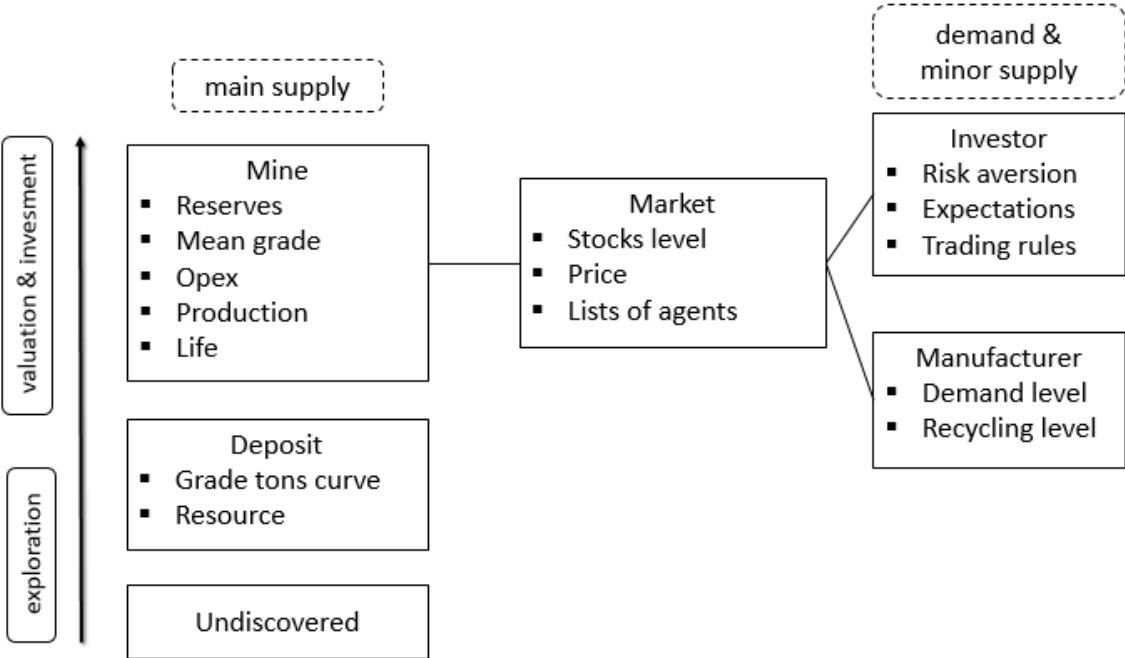 main supply
demand &
minor supply
valuation & invesment
exploration
Mine
▪ Reserves
▪ Mean grade
▪ Opex
▪ Production
▪ Life
Deposit
▪ Grade tons curve
▪ Resource
Undiscovered
Market
▪ Stocks level
▪ Price
▪ Lists of agents
Investor
▪ Risk aversion
▪ Expectations
▪ Trading rules
Manufacturer
▪ Demand level
▪ Recycling level